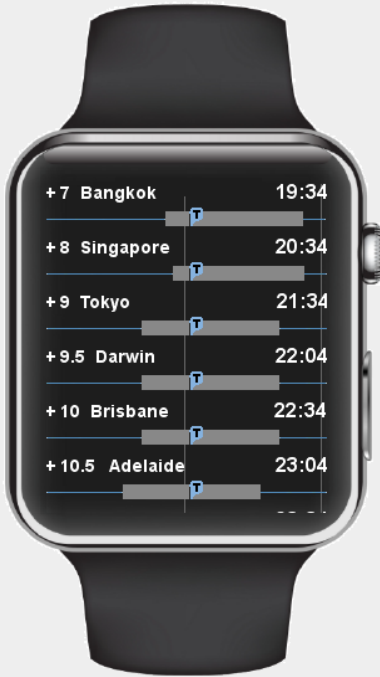 + 7 Bangkok 19:34
T
+ 8 Singapore 20:34
T
+ 9 Tokyo 21:34
T
+ 9.5 Darwin 22:04
T
+ 10 Brisbane 22:34
T
+ 10.5 Adelaide 23:04
T